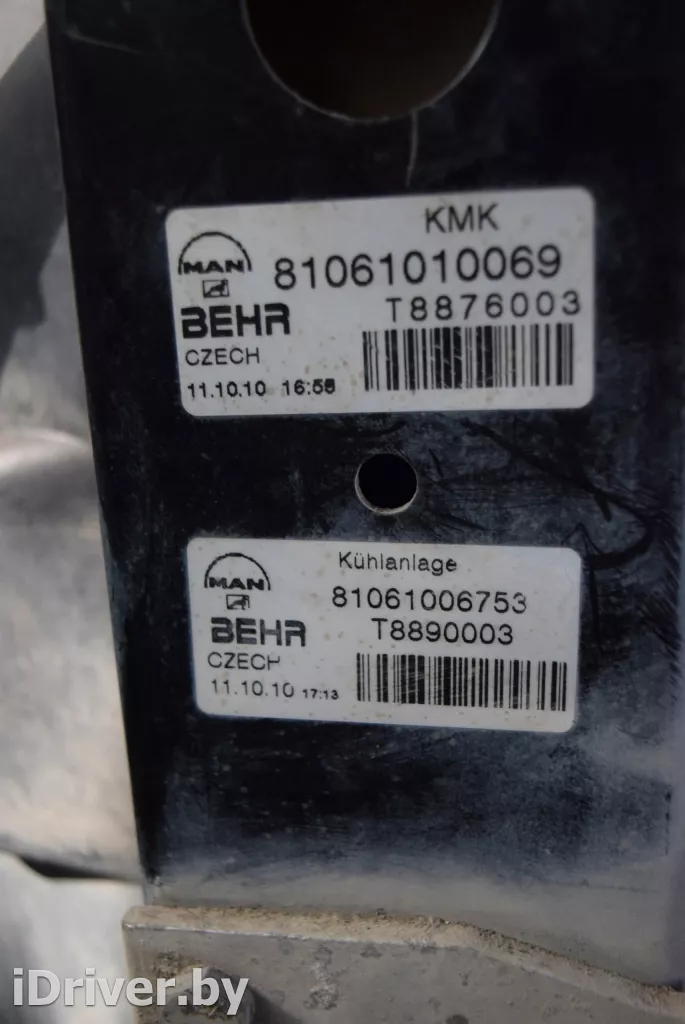 KMK
MAN
81061010069
BEHR
T8876003
CZECH
11.10.10 16:56
Kühlanlage
MAN
81061006753
BEHR
T8890003
CZECH
11.10.10 17:13
iDriver.by